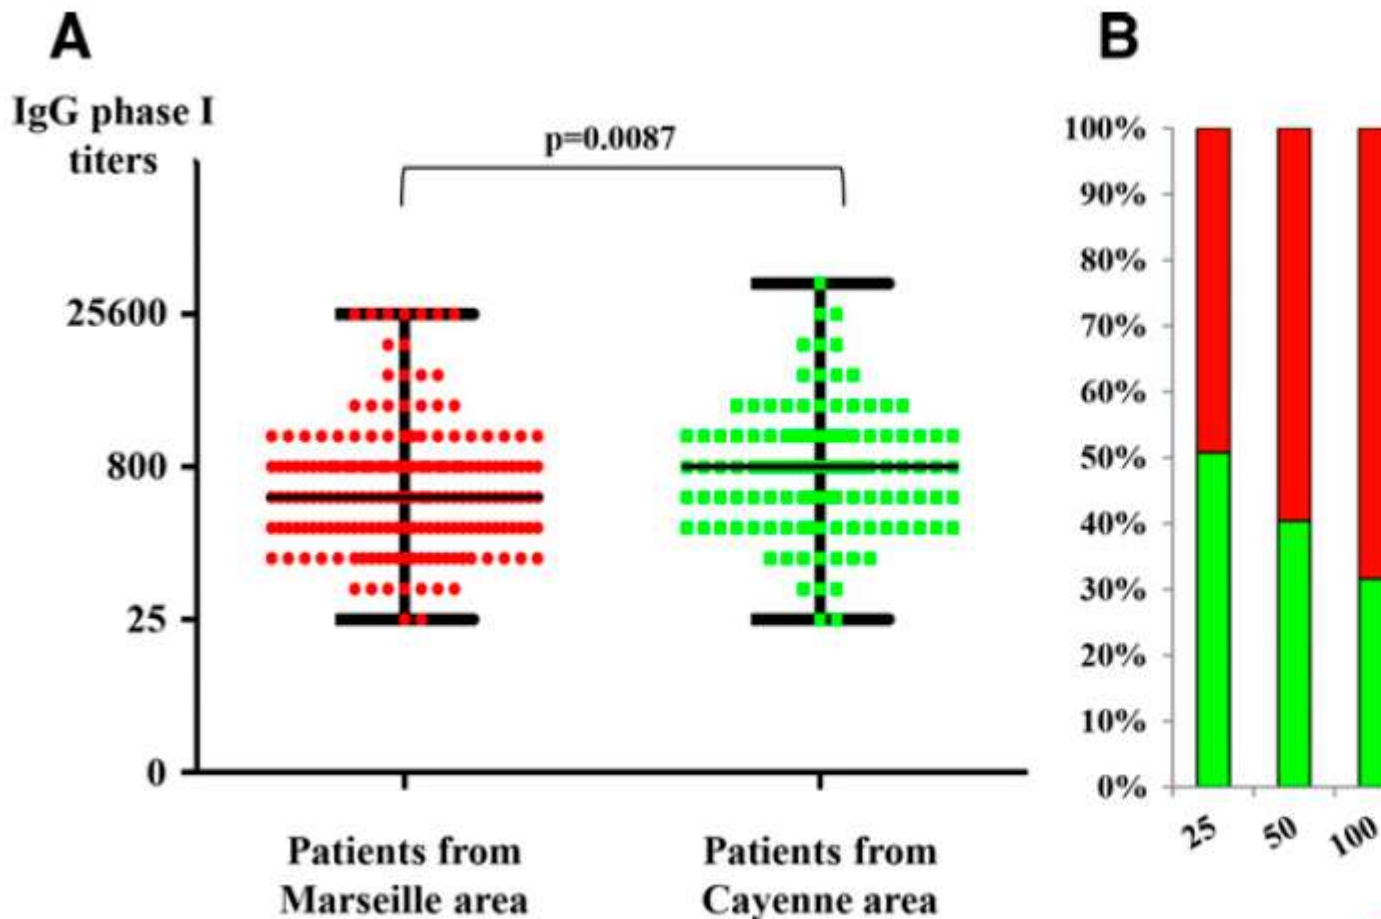 A
IgG phase I
titers
p=0.0087
25600
800
25
0
Patients from
Marseille area
Patients from
Cayenne area
B
100%
90%
80%
70%
60%
50%
40%
30%
20%
10%
0%
25
50
100